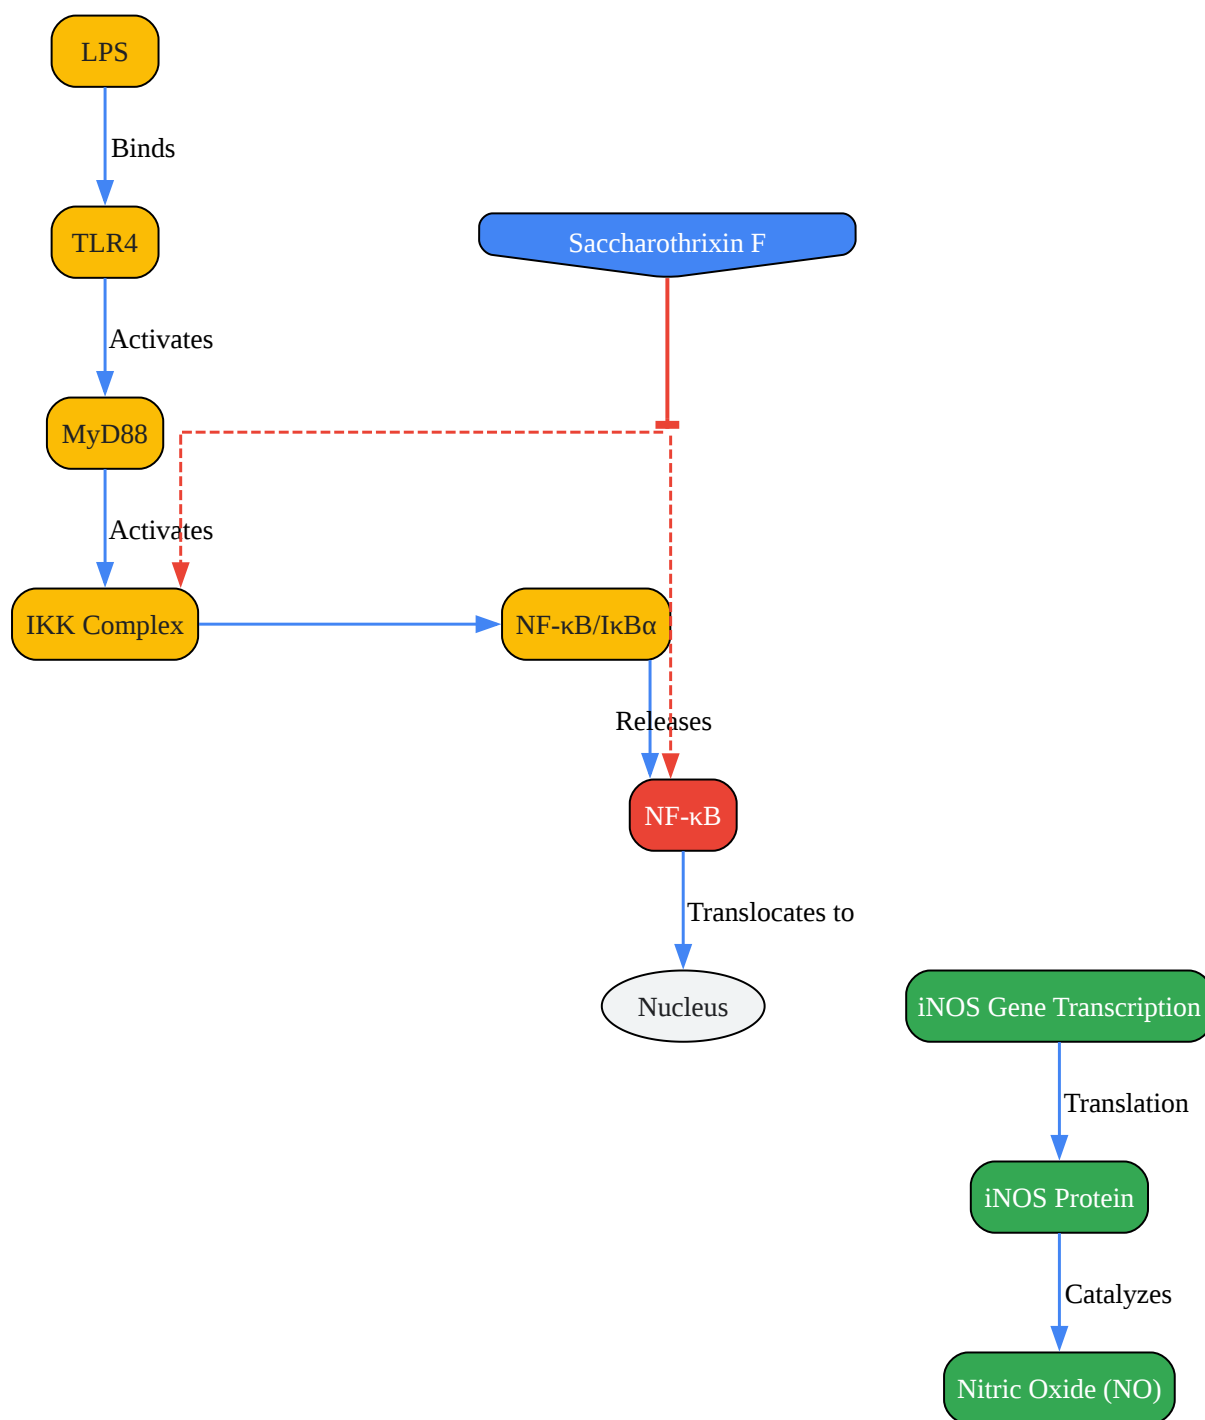 LPS
Binds
TLR4
Saccharothrixin F
Activates
MyD88
Activates
IKK Complex
NF-κB/IκBα
Releases
NF-κB
Translocates to
Nucleus
iNOS Gene Transcription
Translation
iNOS Protein
Catalyzes
Nitric Oxide (NO)